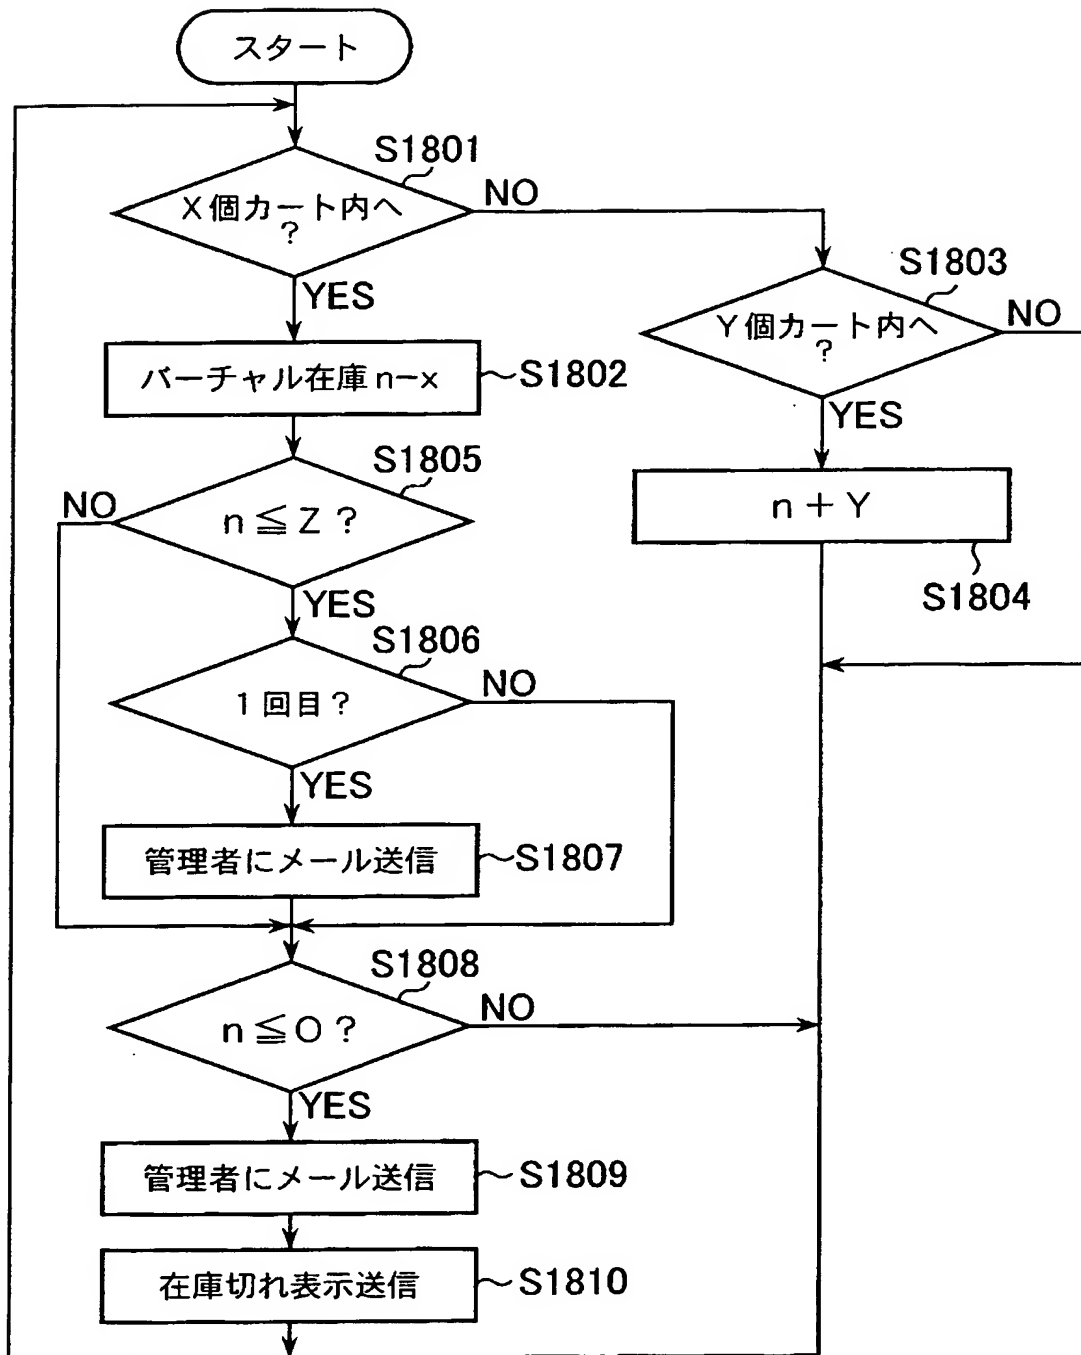 スタート
S1801
X個カート内へ
?
NO
YES
S1803
Y個カート内へ
?
NO
YES
バーチャル在庫n-x
S1802
S1805
n≦Z?
NO
YES
n+Y
S1804
S1806
1回目?
NO
YES
管理者にメール送信
S1807
S1808
n≦O?
NO
YES
管理者にメール送信
S1809
在庫切れ表示送信
S1810